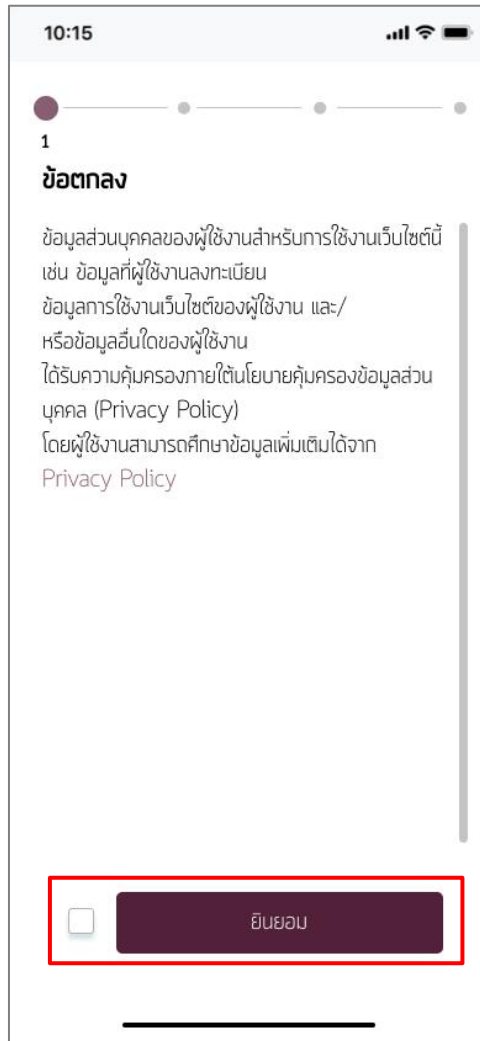 10:15
1
ข้อตกลง
ข้อมูลส่วนบุคคลของผู้ใช้งานสำหรับการใช้งานเว็บไซต์นี้
เช่น ข้อมูลที่ผู้ใช้งานลงทะเบียน
ข้อมูลการใช้งานเว็บไซต์ของผู้ใช้งาน และ/
หรือข้อมูลอื่นใดของผู้ใช้งาน
ได้รับความคุ้มครองภายใต้นโยบายคุ้มครองข้อมูลส่วน
บุคคล (Privacy Policy)
โดยผู้ใช้งานสามารถศึกษาข้อมูลเพิ่มเติมได้จาก
Privacy Policy
ยินยอม